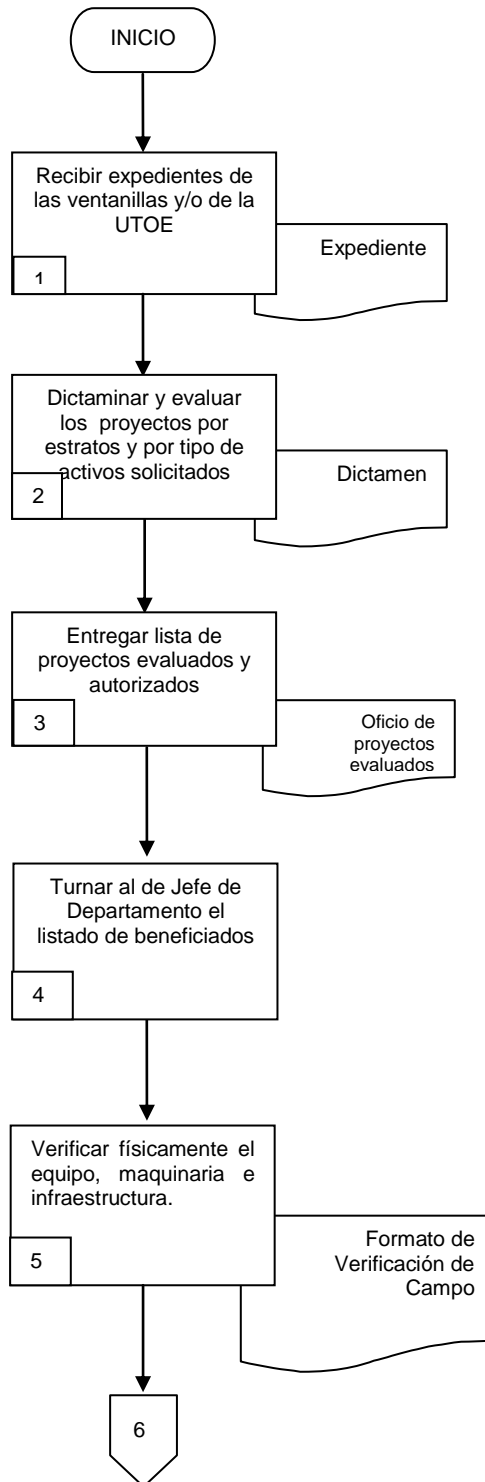 INICIO
Recibir expedientes de
las ventanillas y/o de la
UTOE
1
Expediente
Dictaminar y evaluar
los proyectos por
estratos y por tipo de
activos solicitados
2
Dictamen
Entregar lista de
proyectos evaluados y
autorizados
3
Oficio de
proyectos
evaluados
Turnar al de Jefe de
Departamento el
listado de beneficiados
4
Verificar físicamente el
equipo, maquinaria e
infraestructura.
5
Formato de
Verificación de
Campo
6